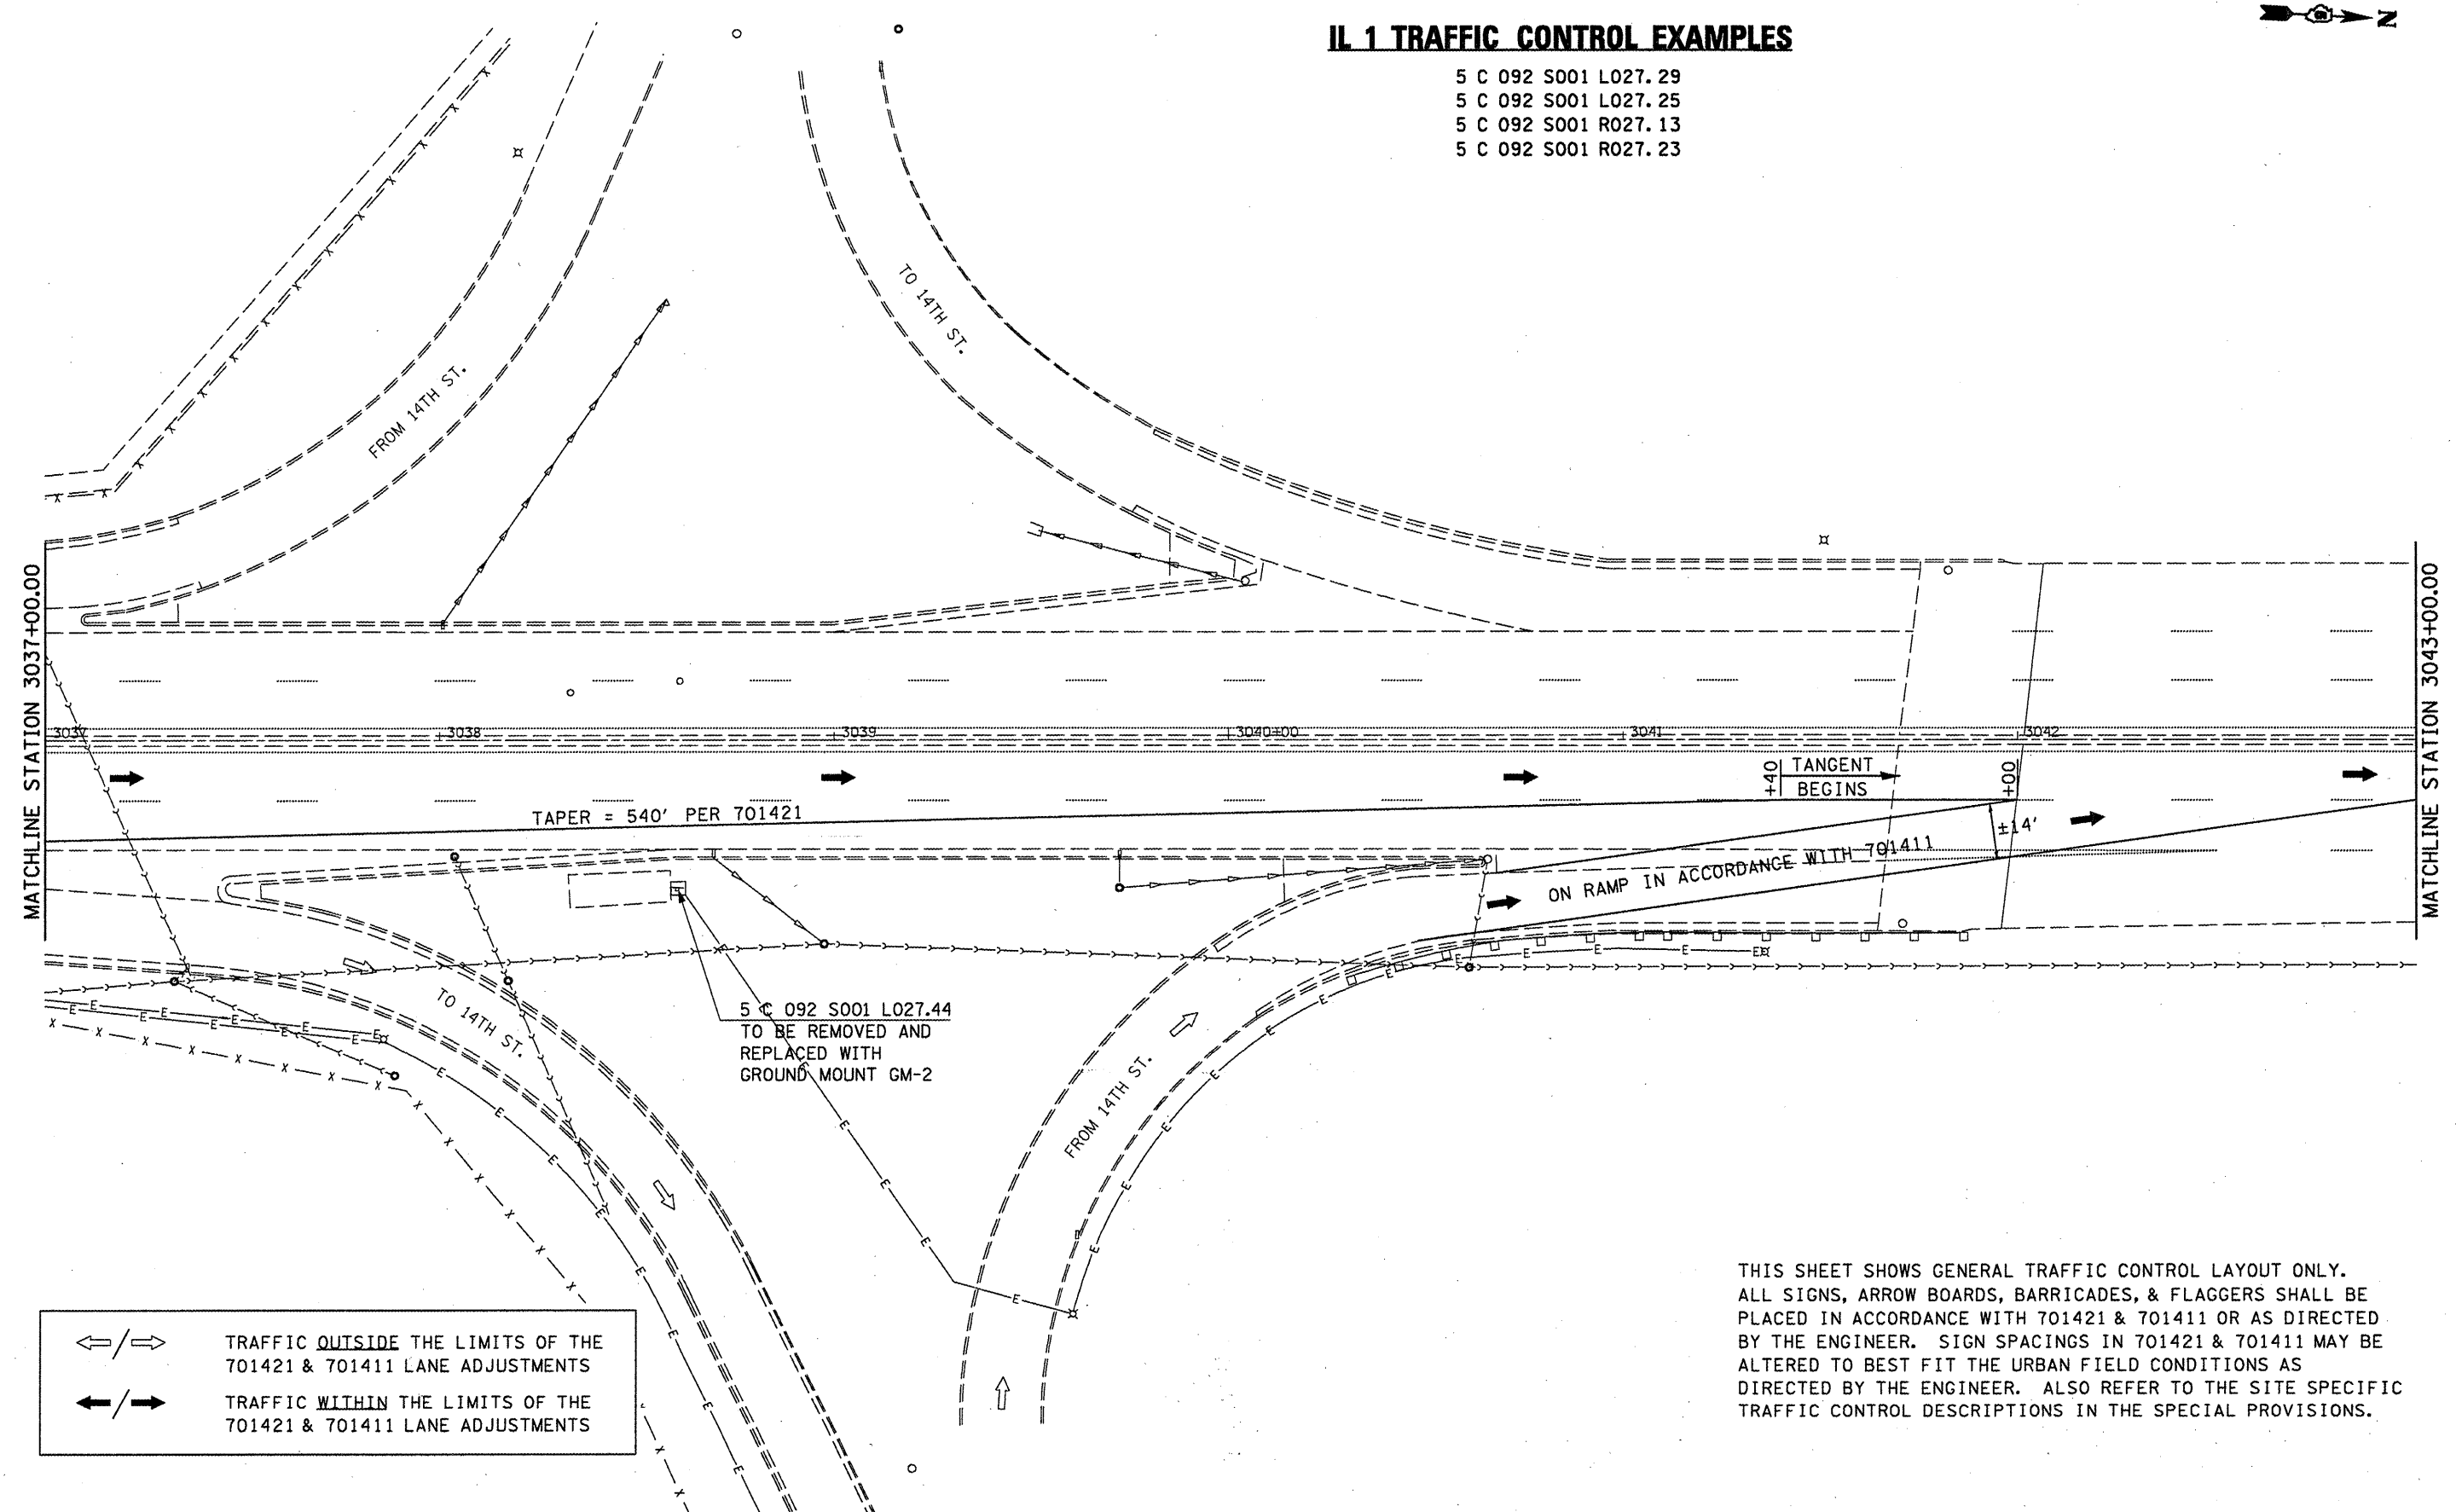 IL 1 TRAFFIC CONTROL EXAMPLES
5 C 092 S001 L027.29
5 C 092 S001 L027.25
5 C 092 S001 R027.13
5 C 092 S001 R027.23
N
TO 14TH ST.
FROM 14TH ST.
MATCHLINE STATION 3037+00.00
MATCHLINE STATION 3043+00.00
3037
3038
3039
3040+00
3041
3042
+40
TANGENT
BEGINS
+00
TAPER = 540' PER 701421
±14'
ON RAMP IN ACCORDANCE WITH 701411
TO 14TH ST.
5 C 092 S001 L027.44
TO BE REMOVED AND
REPLACED WITH
GROUND MOUNT GM-2
FROM 14TH ST.
TRAFFIC OUTSIDE THE LIMITS OF THE
701421 & 701411 LANE ADJUSTMENTS
TRAFFIC WITHIN THE LIMITS OF THE
701421 & 701411 LANE ADJUSTMENTS
THIS SHEET SHOWS GENERAL TRAFFIC CONTROL LAYOUT ONLY.
ALL SIGNS, ARROW BOARDS, BARRICADES, & FLAGGERS SHALL BE
PLACED IN ACCORDANCE WITH 701421 & 701411 OR AS DIRECTED
BY THE ENGINEER. SIGN SPACINGS IN 701421 & 701411 MAY BE
ALTERED TO BEST FIT THE URBAN FIELD CONDITIONS AS
DIRECTED BY THE ENGINEER. ALSO REFER TO THE SITE SPECIFIC
TRAFFIC CONTROL DESCRIPTIONS IN THE SPECIAL PROVISIONS.